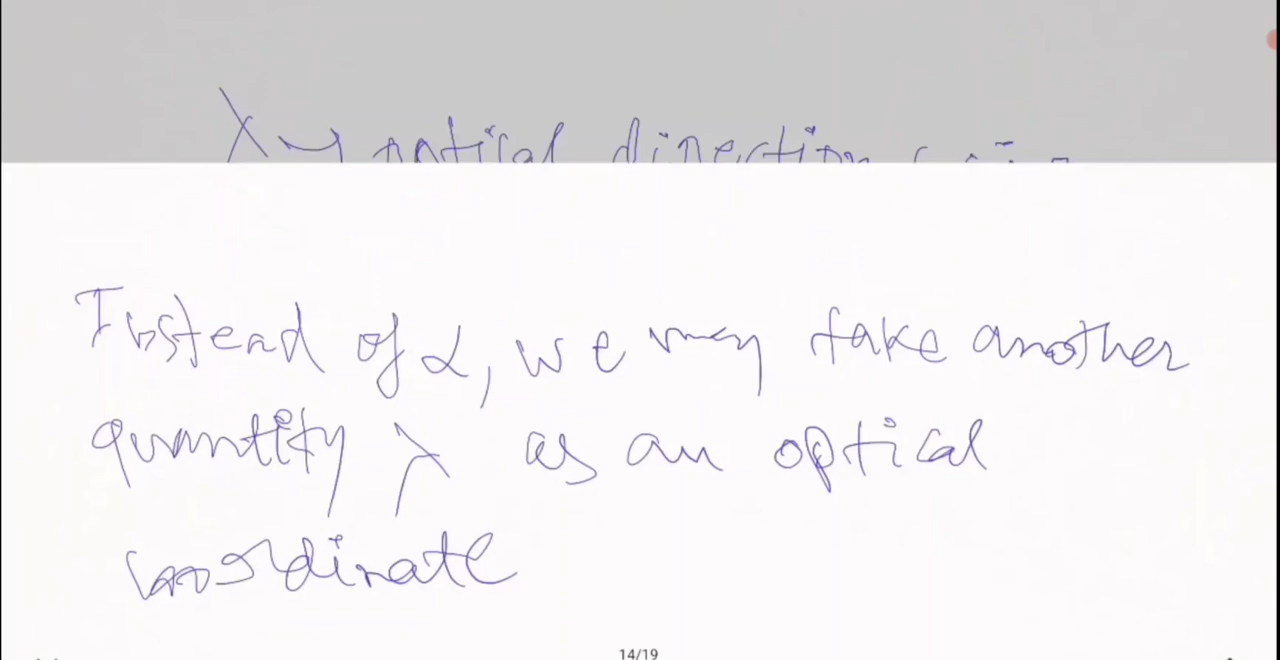 λ → optical direction
Instead of α, we may take another
quantity λ as an optical
coordinate
14/19